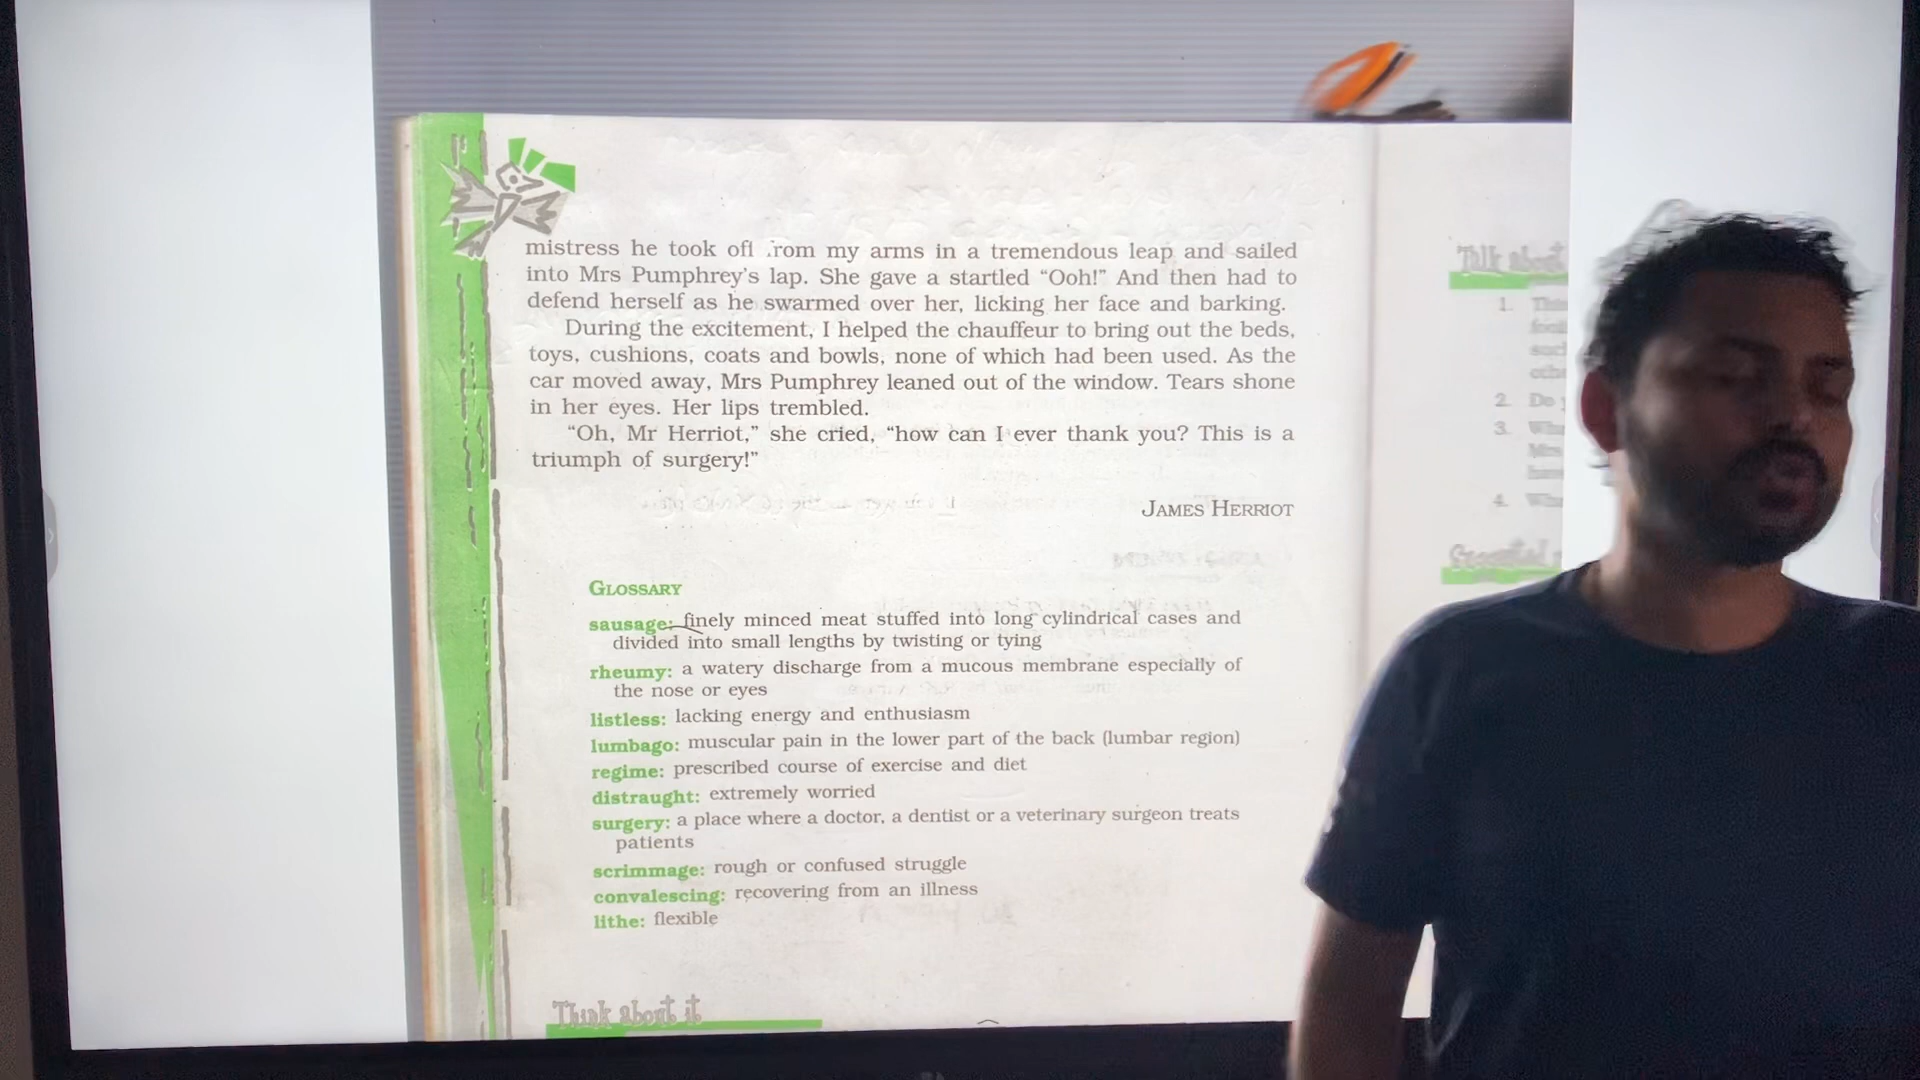 mistress he took off from my arms in a tremendous leap and sailed
into Mrs Pumphrey's lap. She gave a startled “Ooh!” And then had to
defend herself as he swarmed over her, licking her face and barking.
During the excitement, I helped the chauffeur to bring out the beds,
toys, cushions, coats and bowls, none of which had been used. As the
car moved away, Mrs Pumphrey leaned out of the window. Tears shone
in her eyes. Her lips trembled.
“Oh, Mr Herriot,” she cried, “how can I ever thank you? This is a
triumph of surgery!”
JAMES HERRIOT
GLOSSARY
sausage: finely minced meat stuffed into long cylindrical cases and
divided into small lengths by twisting or tying
rheumy: a watery discharge from a mucous membrane especially of
the nose or eyes
listless: lacking energy and enthusiasm
lumbago: muscular pain in the lower part of the back (lumbar region)
regime: prescribed course of exercise and diet
distraught: extremely worried
surgery: a place where a doctor, a dentist or a veterinary surgeon treats
patients
scrimmage: rough or confused struggle
convalescing: recovering from an illness
lithe: flexible
Think about it
Talk about
1.
2. Do
3.
Mrs
4.